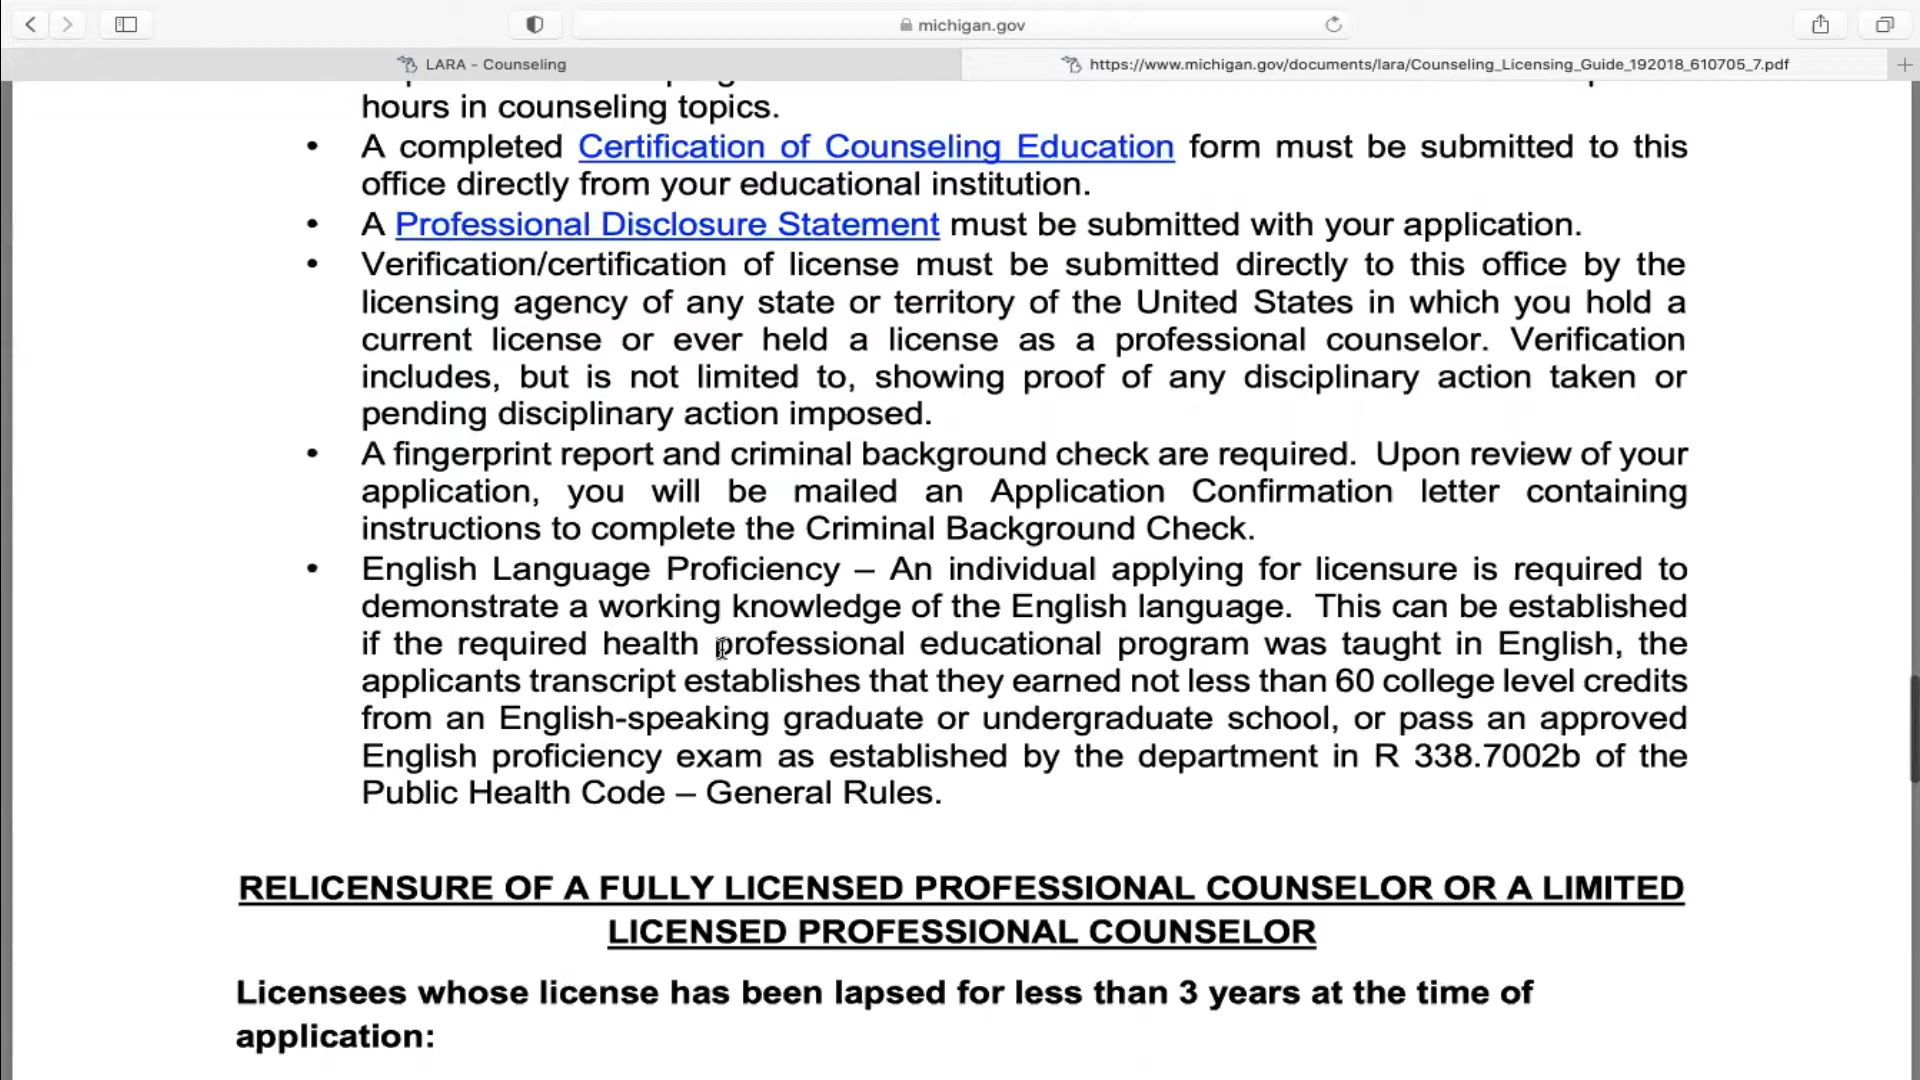 michigan.gov
LARA - Counseling
https://www.michigan.gov/documents/lara/Counseling_Licensing_Guide_192018_610705_7.pdf
hours in counseling topics.
• A completed Certification of Counseling Education form must be submitted to this
office directly from your educational institution.
• A Professional Disclosure Statement must be submitted with your application.
• Verification/certification of license must be submitted directly to this office by the
licensing agency of any state or territory of the United States in which you hold a
current license or ever held a license as a professional counselor. Verification
includes, but is not limited to, showing proof of any disciplinary action taken or
pending disciplinary action imposed.
• A fingerprint report and criminal background check are required. Upon review of your
application, you will be mailed an Application Confirmation letter containing
instructions to complete the Criminal Background Check.
• English Language Proficiency – An individual applying for licensure is required to
demonstrate a working knowledge of the English language. This can be established
if the required health professional educational program was taught in English, the
applicants transcript establishes that they earned not less than 60 college level credits
from an English-speaking graduate or undergraduate school, or pass an approved
English proficiency exam as established by the department in R 338.7002b of the
Public Health Code – General Rules.
RELICENSURE OF A FULLY LICENSED PROFESSIONAL COUNSELOR OR A LIMITED
LICENSED PROFESSIONAL COUNSELOR
Licensees whose license has been lapsed for less than 3 years at the time of
application: